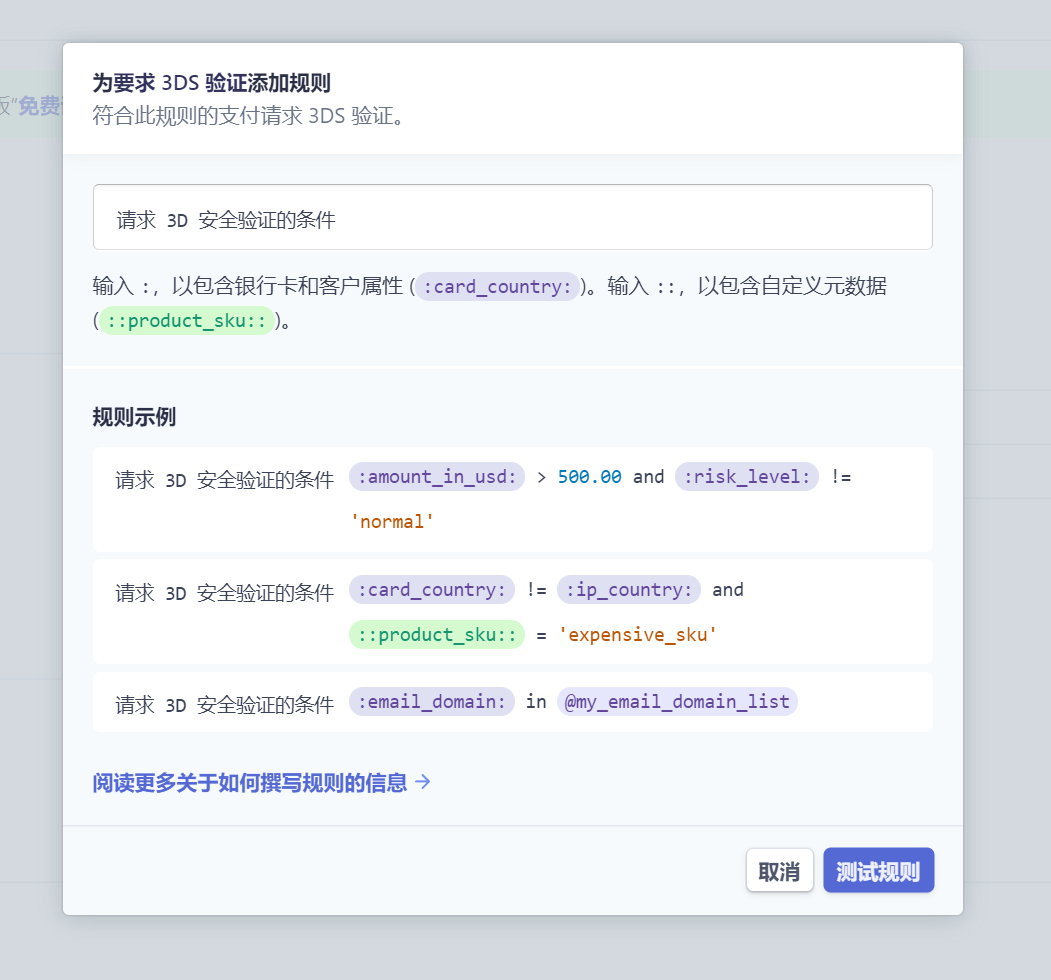 为要求 3DS 验证添加规则
符合此规则的支付请求 3DS 验证。
版”免费
请求 3D 安全验证的条件
输入 :，以包含银行卡和客户属性 (:card_country:)。输入 ::，以包含自定义元数据
(::product_sku::)。
规则示例
请求 3D 安全验证的条件 :amount_in_usd: > 500.00 and :risk_level: !=
'normal'
请求 3D 安全验证的条件 :card_country: != :ip_country: and
::product_sku:: = 'expensive_sku'
请求 3D 安全验证的条件 :email_domain: in @my_email_domain_list
阅读更多关于如何撰写规则的信息 →
取消 测试规则